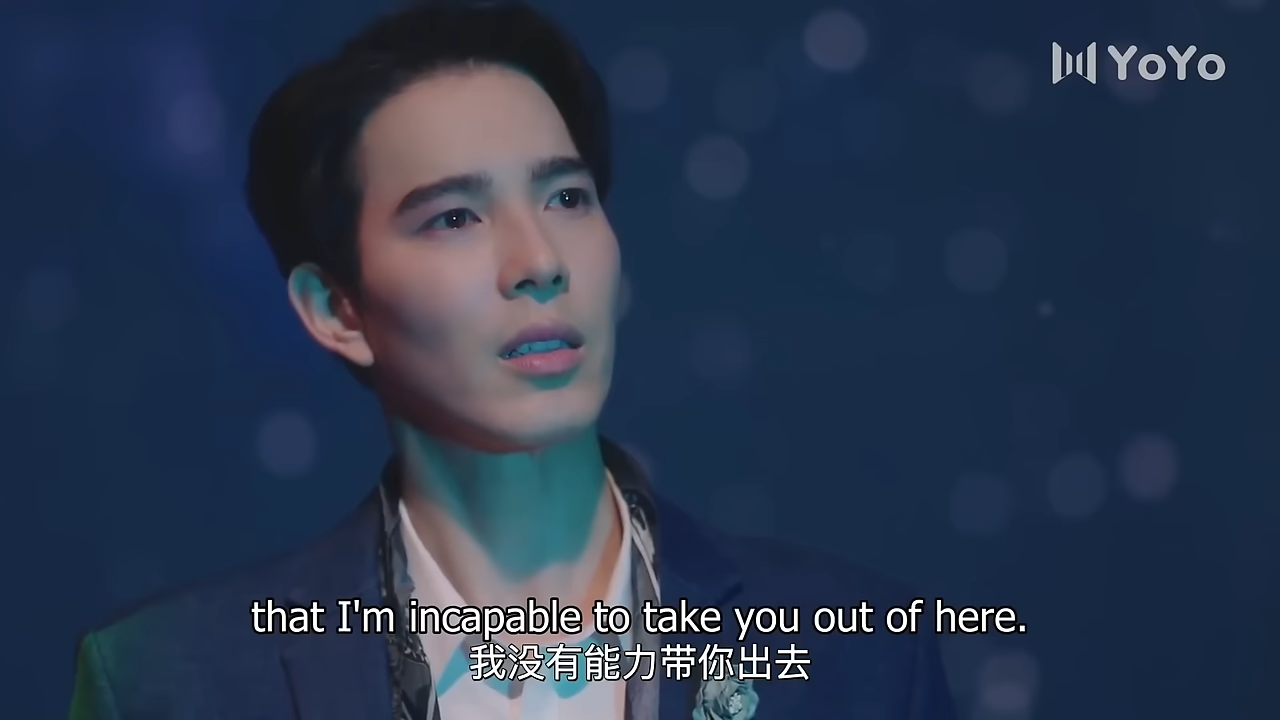 YoYo
that I'm incapable to take you out of here.
我没有能力带你出去